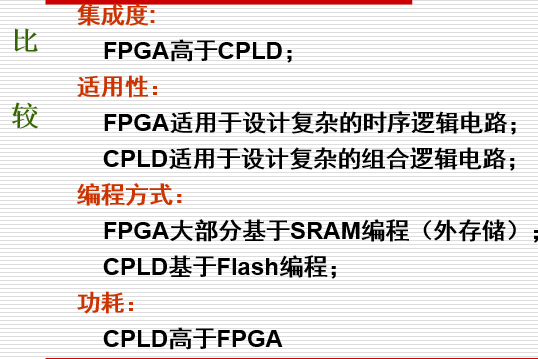 比较
集成度:
FPGA高于CPLD；
适用性：
FPGA适用于设计复杂的时序逻辑电路；
CPLD适用于设计复杂的组合逻辑电路；
编程方式：
FPGA大部分基于SRAM编程（外存储）；
CPLD基于Flash编程；
功耗：
CPLD高于FPGA